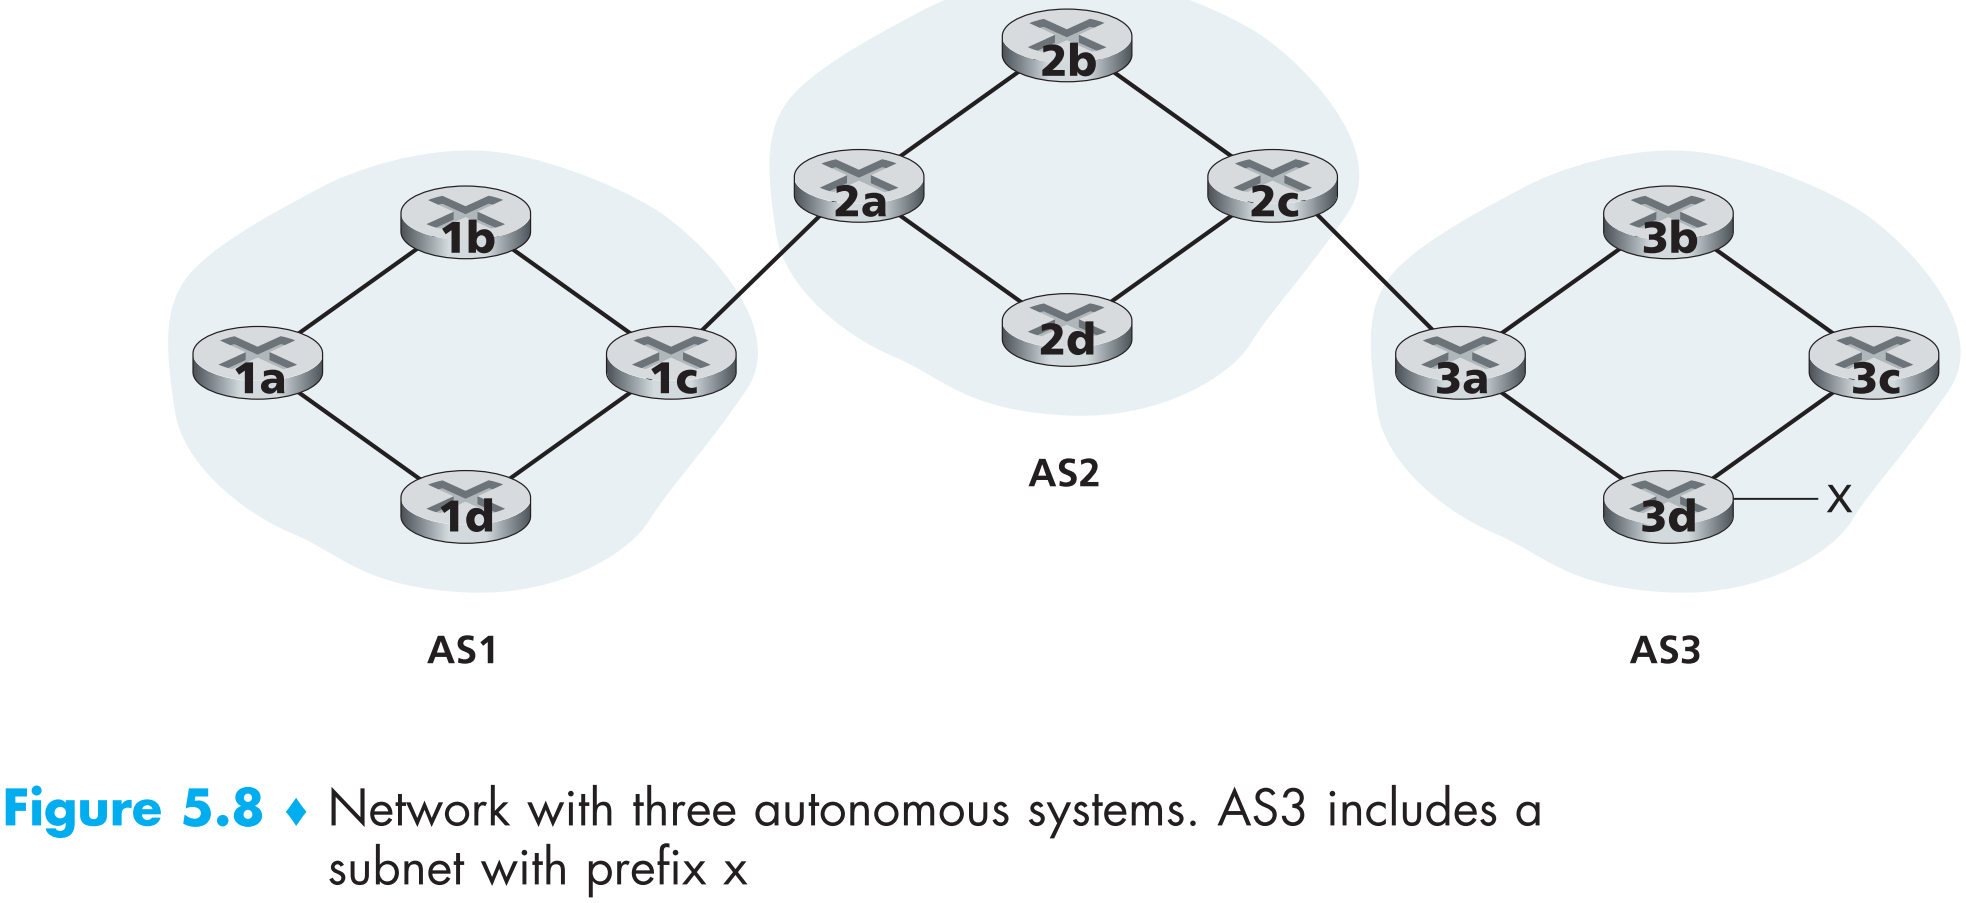 2b
2a
2c
1b
3b
2d
1a
1c
3a
3c
AS2
1d
3d
X
AS1
AS3
Figure 5.8 ♦ Network with three autonomous systems. AS3 includes a
subnet with prefix x